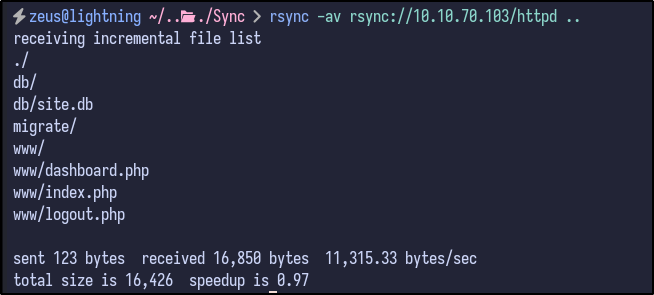 zeus@lightning ~/.../Sync > rsync -av rsync://10.10.70.103/httpd ..
receiving incremental file list
./
db/
db/site.db
migrate/
www/
www/dashboard.php
www/index.php
www/logout.php
sent 123 bytes  received 16,850 bytes  11,315.33 bytes/sec
total size is 16,426  speedup is 0.97